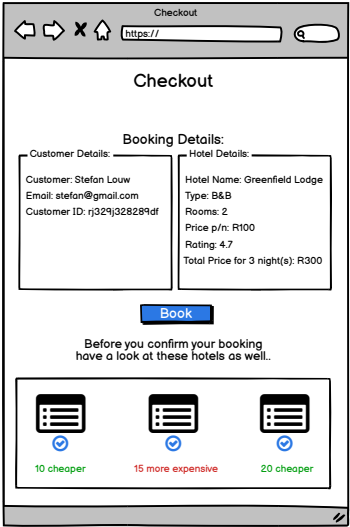 Checkout
https://
Checkout
Booking Details:
Customer Details:
Customer: Stefan Louw
Email: stefan@gmail.com
Customer ID: rj329j328289df
Hotel Details:
Hotel Name: Greenfield Lodge
Type: B&B
Rooms: 2
Price p/n: R100
Rating: 4.7
Total Price for 3 night(s): R300
Book
Before you confirm your booking
have a look at these hotels as well..
10 cheaper
15 more expensive
20 cheaper